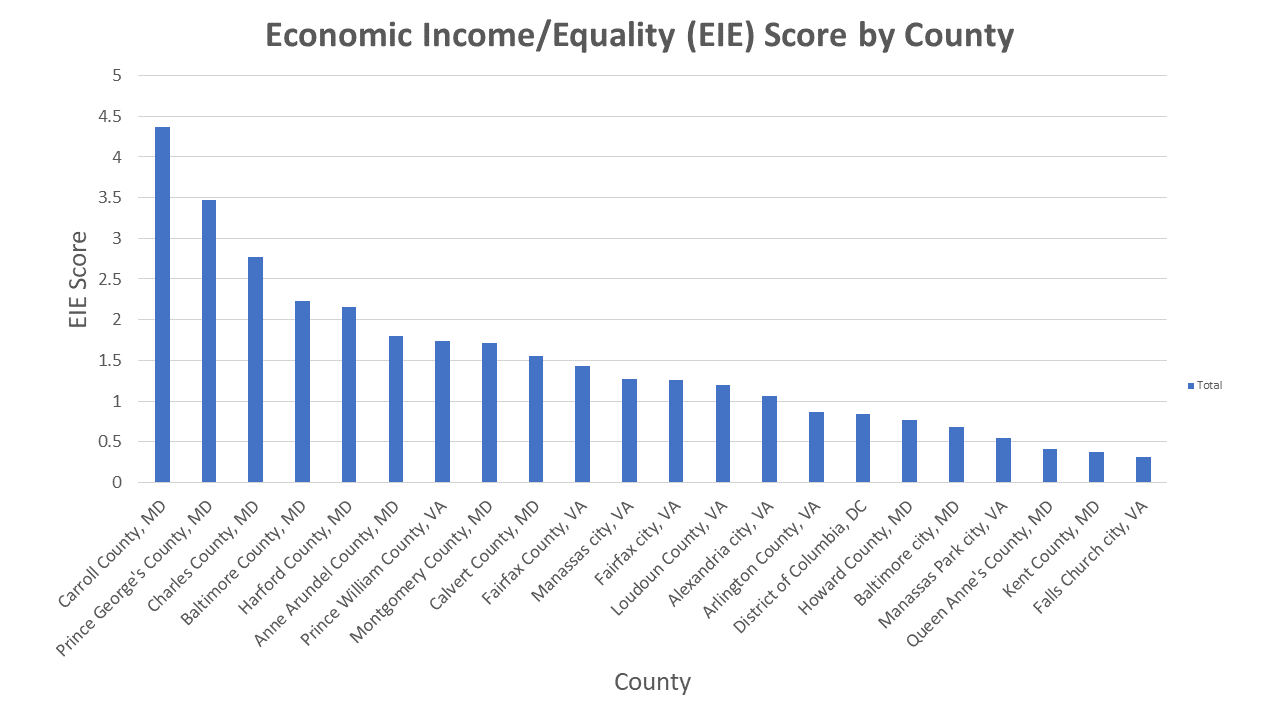 Economic Income/Equality (EIE) Score by County
5
4.5
4
3.5
3
2.5
2
1.5
1
0.5
0
EIE Score
Carroll County, MD
Prince George's County, MD
Charles County, MD
Baltimore County, MD
Harford County, MD
Anne Arundel County, MD
Prince William County, VA
Montgomery County, MD
Calvert County, MD
Fairfax County, VA
Manassas city, VA
Fairfax city, VA
Loudoun County, VA
Alexandria city, VA
Arlington County, VA
District of Columbia, DC
Howard County, MD
Baltimore city, MD
Manassas Park city, VA
Queen Anne's County, MD
Kent County, MD
Falls Church city, VA
County
Total